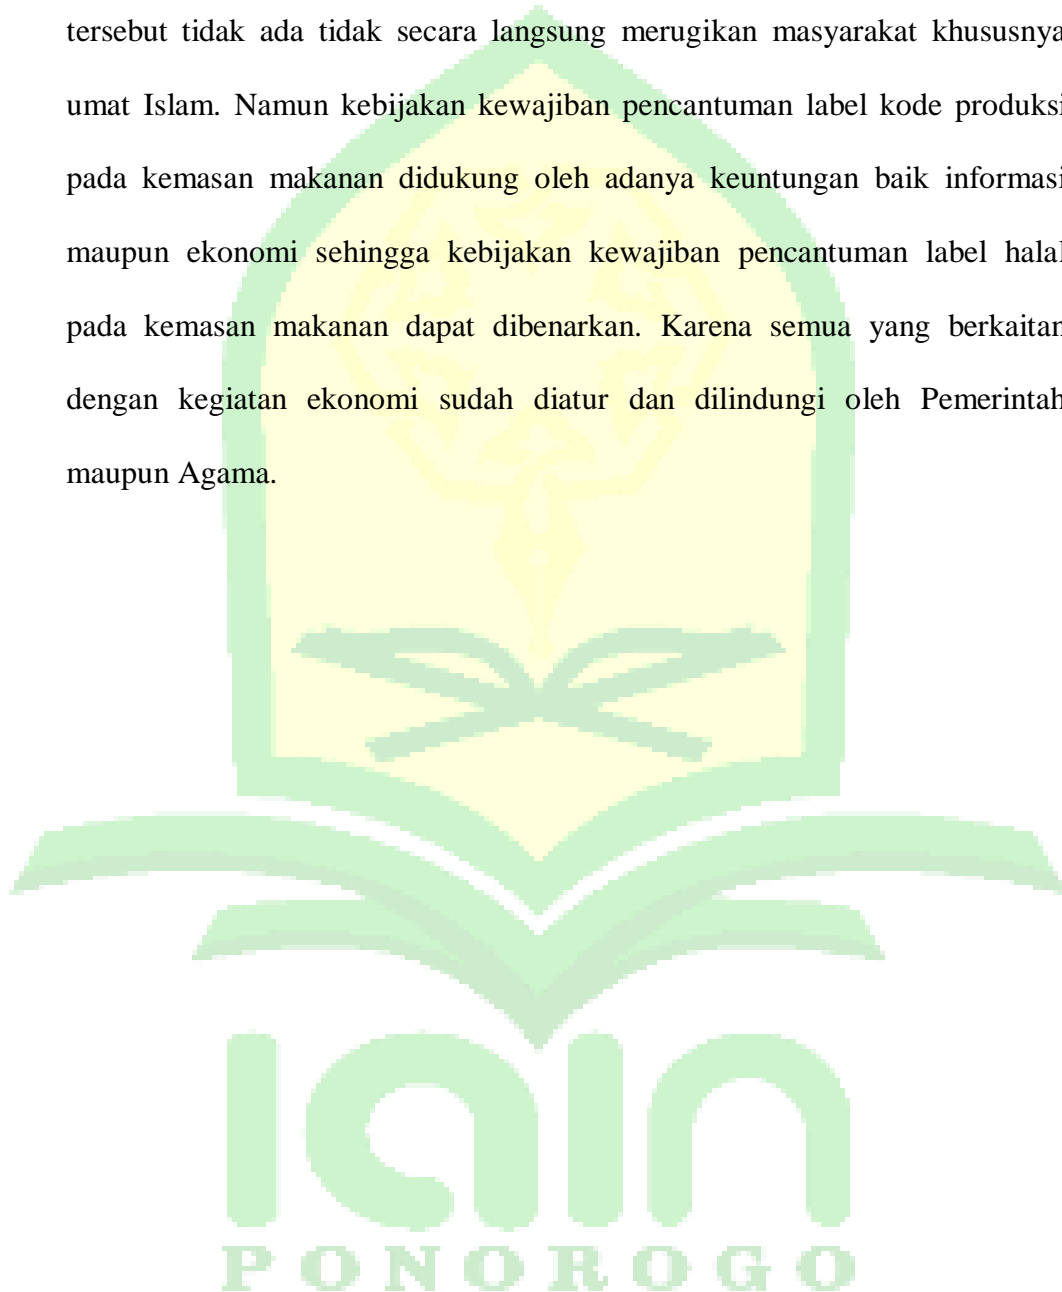 tersebut tidak ada tidak secara langsung merugikan masyarakat khususnya
umat Islam. Namun kebijakan kewajiban pencantuman label kode produksi
pada kemasan makanan didukung oleh adanya keuntungan baik informasi
maupun ekonomi sehingga kebijakan kewajiban pencantuman label halal
pada kemasan makanan dapat dibenarkan. Karena semua yang berkaitan
dengan kegiatan ekonomi sudah diatur dan dilindungi oleh Pemerintah
maupun Agama.
iain
PONOROGO